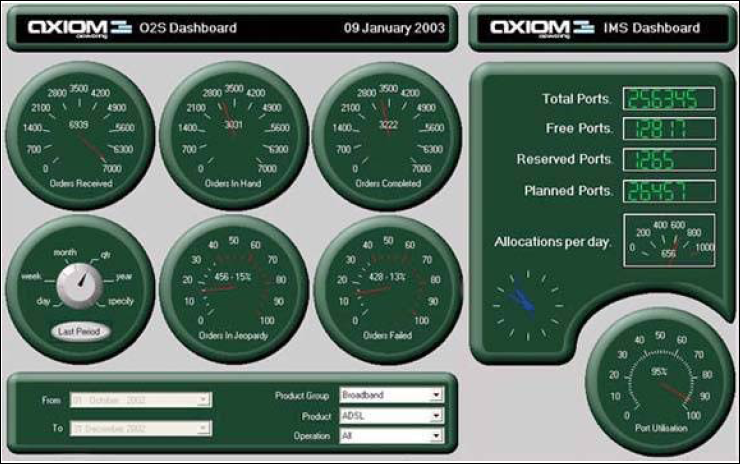 AXIOM O2S Dashboard 09 January 2003
AXIOM IMS Dashboard
0 700 1400 2100 2800 3500 4200 4900 5600 6300 7000
6939
Orders Received
0 700 1400 2100 2800 3500 4200 4900 5600 6300 7000
3031
Orders In Hand
0 700 1400 2100 2800 3500 4200 4900 5600 6300 7000
3222
Orders Completed
day week month qtr year specify
Last Period
0 10 20 30 40 50 60 70 80 90 100
456 - 15%
Orders In Jeopardy
0 10 20 30 40 50 60 70 80 90 100
428 - 13%
Orders Failed
From 01 October 2002
To 31 December 2002
Product Group Broadband
Product ADSL
Operation All
Total Ports. 256345
Free Ports. 12817
Reserved Ports. 1265
Planned Ports. 26457
Allocations per day. 0 200 400 600 800 1000
656
0 10 20 30 40 50 60 70 80 90 100
95%
Port Utilisation